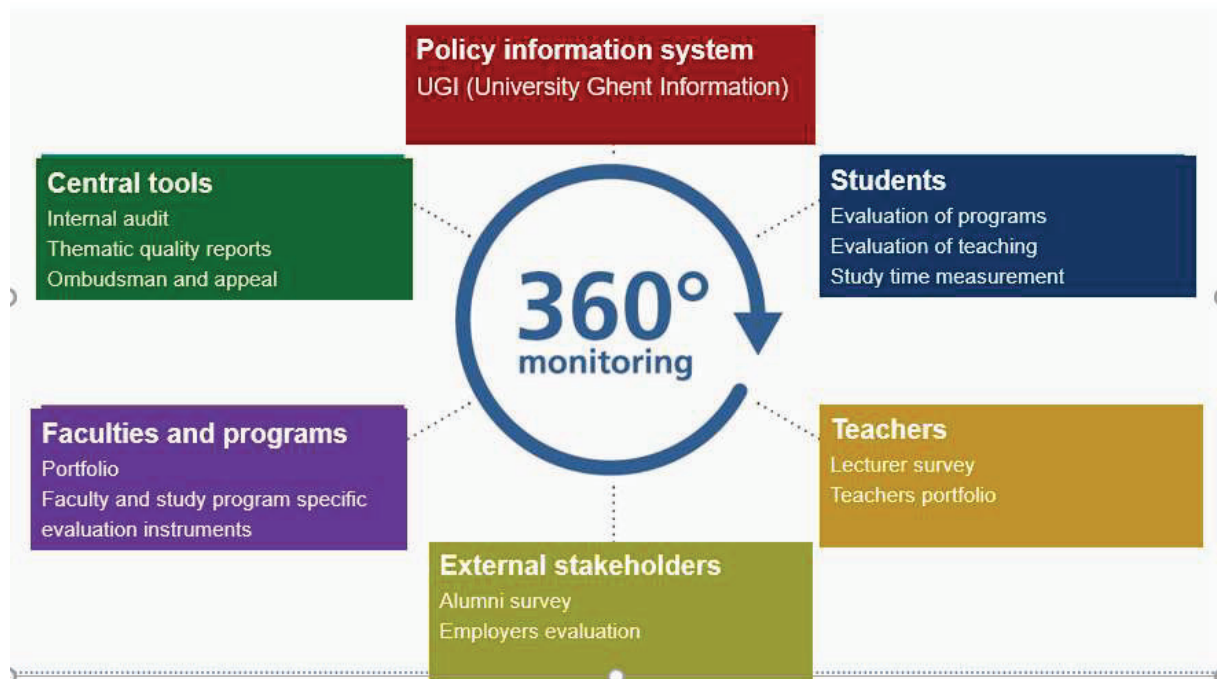 Policy information system
UGI (University Ghent Information)
Central tools
Internal audit
Thematic quality reports
Ombudsman and appeal
Students
Evaluation of programs
Evaluation of teaching
Study time measurement
360°
monitoring
Faculties and programs
Portfolio
Faculty and study program specific
evaluation instruments
Teachers
Lecturer survey
Teachers portfolio
External stakeholders
Alumni survey
Employers evaluation